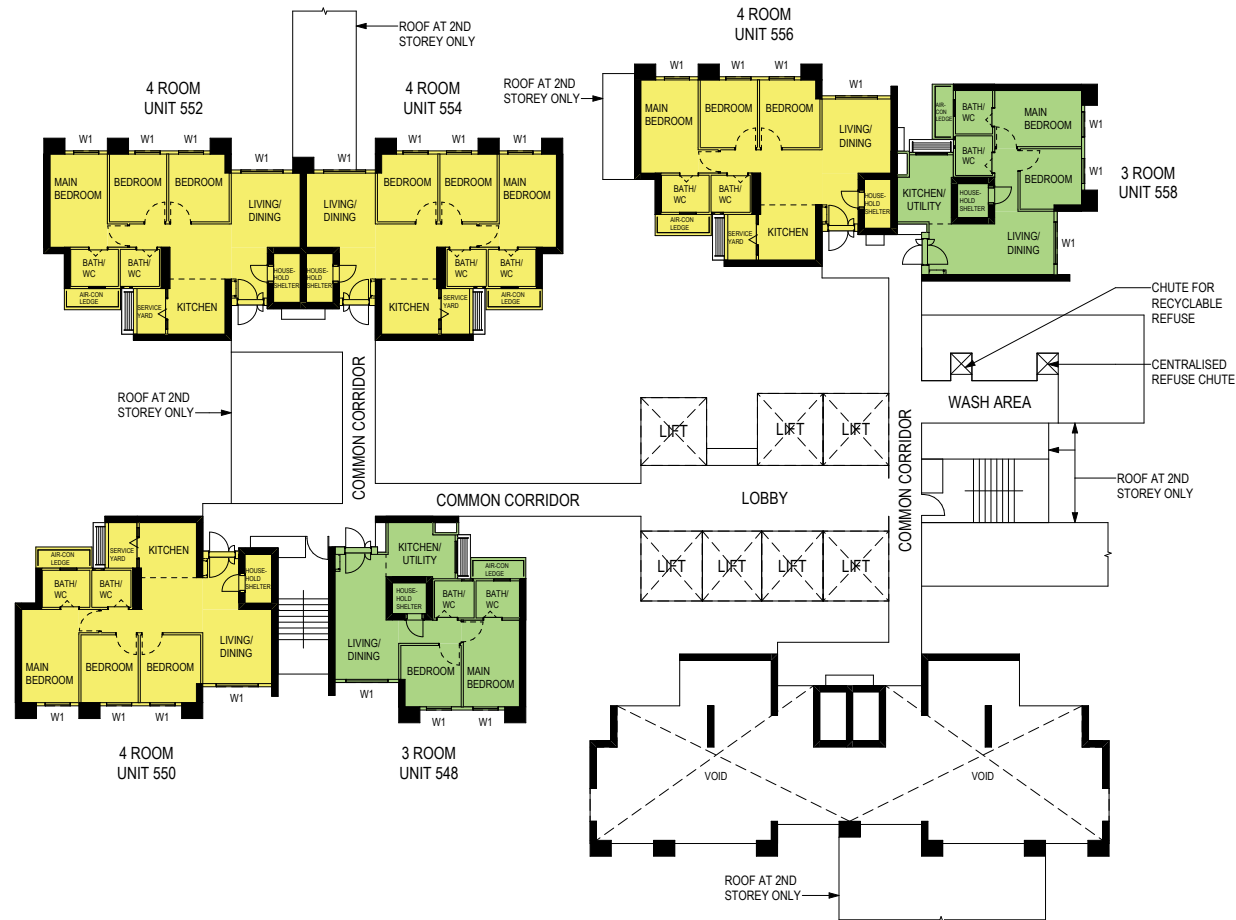 ROOF AT 2ND
STOREY ONLY
4 ROOM
UNIT 552
4 ROOM
UNIT 554
W1
W1
W1
W1
W1
W1
W1
W1
MAIN
BEDROOM
BEDROOM
BEDROOM
LIVING/
DINING
LIVING/
DINING
BEDROOM
BEDROOM
MAIN
BEDROOM
BATH/
WC
BATH/
WC
HOUSE-
HOLD
SHELTER
HOUSE-
HOLD
SHELTER
BATH/
WC
BATH/
WC
AIR-CON
LEDGE
SERVICE
YARD
KITCHEN
KITCHEN
SERVICE
YARD
AIR-CON
LEDGE
4 ROOM
UNIT 556
ROOF AT 2ND
STOREY ONLY
W1
W1
W1
W1
MAIN
BEDROOM
BEDROOM
BEDROOM
LIVING/
DINING
BATH/
WC
BATH/
WC
HOUSE-
HOLD
SHELTER
AIR-CON
LEDGE
SERVICE
YARD
KITCHEN
AIR-
CON
LEDGE
BATH/
WC
MAIN
BEDROOM
W1
BATH/
WC
BEDROOM
W1
KITCHEN/
UTILITY
HOUSE-
HOLD
SHELTER
LIVING/
DINING
W1
3 ROOM
UNIT 558
CHUTE FOR
RECYCLABLE
REFUSE
CENTRALISED
REFUSE CHUTE
WASH AREA
ROOF AT 2ND
STOREY ONLY
COMMON CORRIDOR
LIFT
LIFT
LIFT
COMMON CORRIDOR
COMMON CORRIDOR
LOBBY
ROOF AT 2ND
STOREY ONLY
LIFT
LIFT
LIFT
LIFT
AIR-CON
LEDGE
SERVICE
YARD
KITCHEN
BATH/
WC
BATH/
WC
HOUSE-
HOLD
SHELTER
MAIN
BEDROOM
BEDROOM
BEDROOM
LIVING/
DINING
W1
W1
W1
W1
4 ROOM
UNIT 550
KITCHEN/
UTILITY
AIR-CON
LEDGE
HOUSE-
HOLD
SHELTER
BATH/
WC
BATH/
WC
LIVING/
DINING
BEDROOM
MAIN
BEDROOM
W1
W1
W1
3 ROOM
UNIT 548
VOID
VOID
ROOF AT 2ND
STOREY ONLY